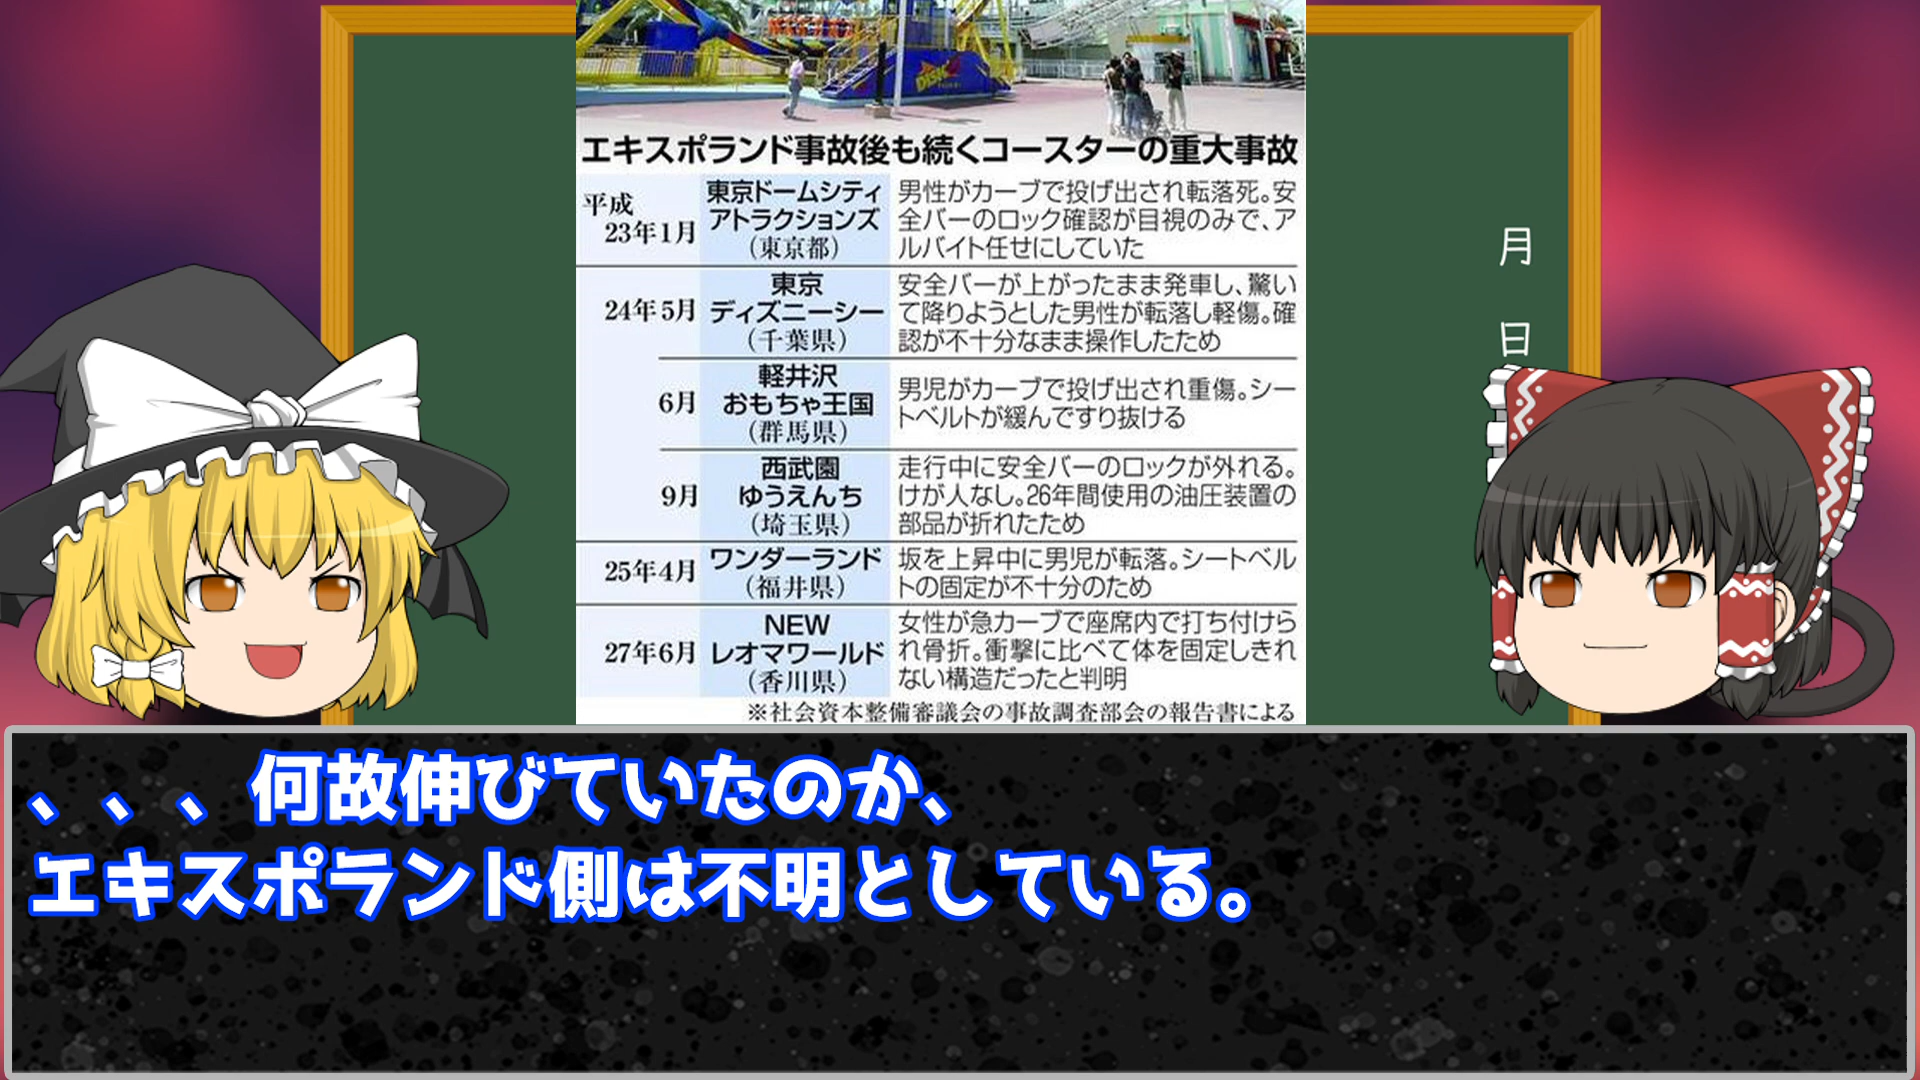 エキスポランド事故後も続くコースターの重大事故
平成
23年1月
東京ドームシティ
アトラクションズ
(東京都)
男性がカーブで投げ出され転落死。安
全バーのロック確認が目視のみで、ア
ルバイト任せにしていた
24年5月
東京
ディズニーシー
(千葉県)
安全バーが上がったまま発車し、驚い
て降りようとした男性が転落し軽傷。確
認が不十分なまま操作したため
6月
軽井沢
おもちゃ王国
(群馬県)
男児がカーブで投げ出され重傷。シー
トベルトが緩んですり抜ける
9月
西武園
ゆうえんち
(埼玉県)
走行中に安全バーのロックが外れる。
けが人なし。26年間使用の油圧装置の
部品が折れたため
25年4月
ワンダーランド
(福井県)
坂を上昇中に男児が転落。シートベル
トの固定が不十分のため
27年6月
NEW
レオマワールド
(香川県)
女性が急カーブで座席内で打ち付けら
れ骨折。衝撃に比べて体を固定しきれ
ない構造だったと判明
※社会資本整備審議会の事故調査部会の報告書による
月
日
、、、何故伸びていたのか、
エキスポランド側は不明としている。